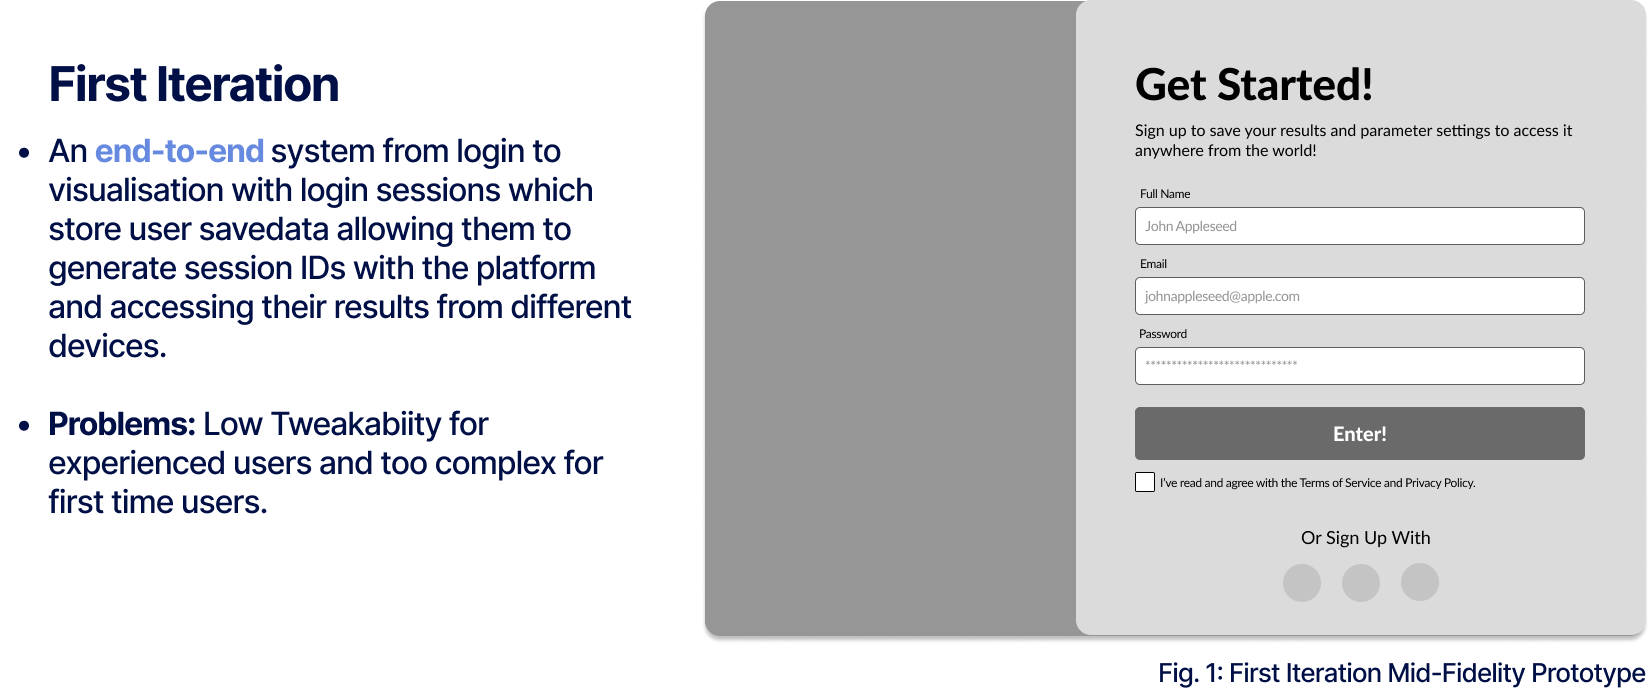 First Iteration
• An end-to-end system from login to
visualisation with login sessions which
store user savedata allowing them to
generate session IDs with the platform
and accessing their results from different
devices.
• Problems: Low Tweakabiity for
experienced users and too complex for
first time users.
Get Started!
Sign up to save your results and parameter settings to access it
anywhere from the world!
Full Name
John Appleseed
Email
johnappleseed@apple.com
Password
*****************************
Enter!
I've read and agree with the Terms of Service and Privacy Policy.
Or Sign Up With
Fig. 1: First Iteration Mid-Fidelity Prototype